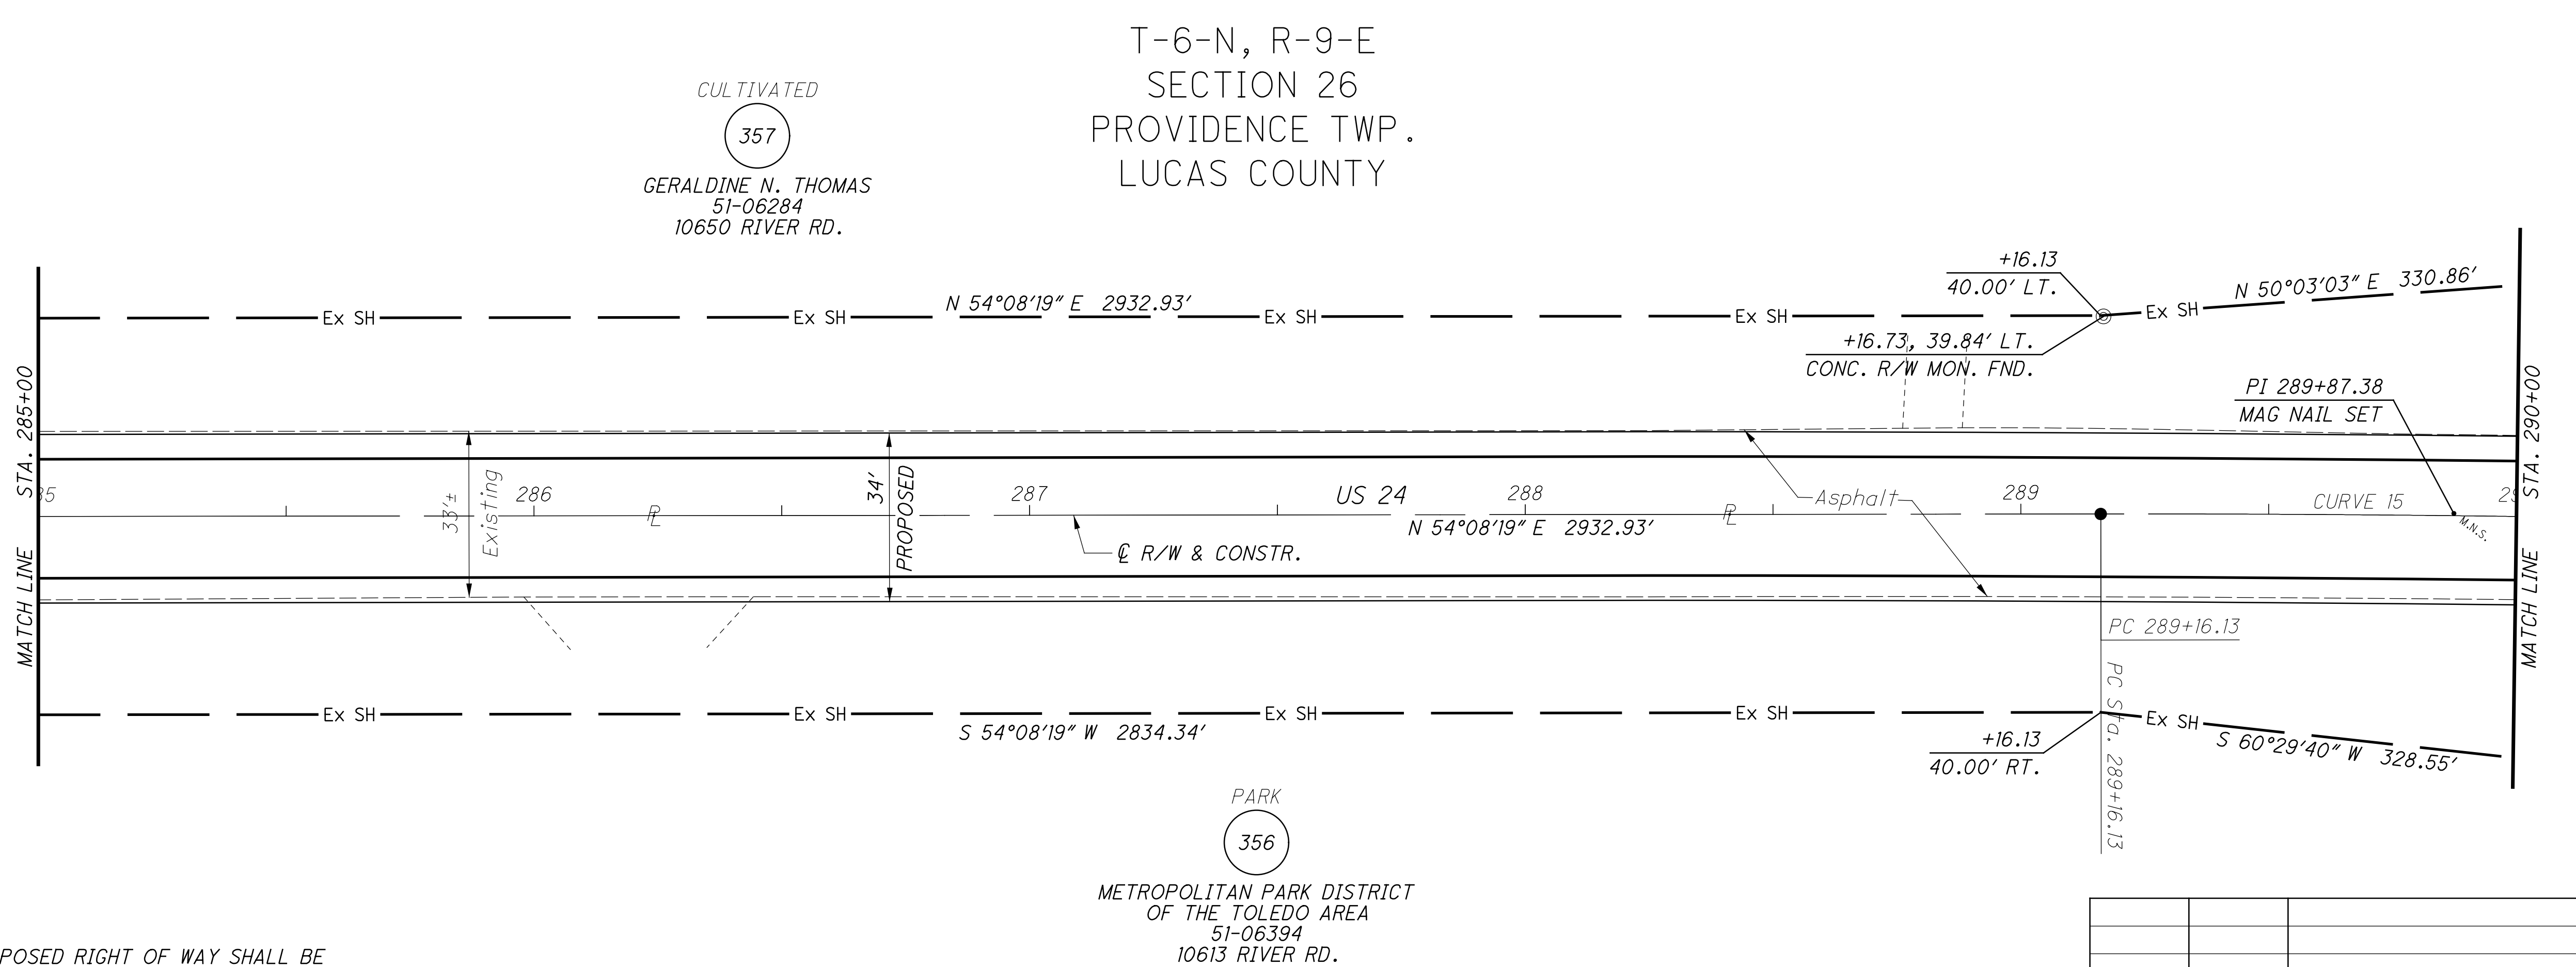 T-6-N, R-9-E
SECTION 26
PROVIDENCE TWP.
LUCAS COUNTY
CULTIVATED
357
GERALDINE N. THOMAS
51-06284
10650 RIVER RD.
+16.13
40.00' LT.
N 50°03'03" E 330.86'
Ex SH
Ex SH
N 54°08'19" E 2932.93'
Ex SH
Ex SH
Ex SH
+16.73, 39.84' LT.
CONC. R/W MON. FND.
PI 289+87.38
MAG NAIL SET
MATCH LINE STA. 285+00
MATCH LINE STA. 290+00
85
33'±
Existing
286
PL
34'
PROPOSED
287
US 24
288
PL
Asphalt
289
CURVE 15
29
M.N.S.
N 54°08'19" E 2932.93'
CL R/W & CONSTR.
PC 289+16.13
PC Sta. 289+16.13
Ex SH
Ex SH
Ex SH
Ex SH
Ex SH
S 54°08'19" W 2834.34'
S 60°29'40" W 328.55'
+16.13
40.00' RT.
PARK
356
METROPOLITAN PARK DISTRICT
OF THE TOLEDO AREA
51-06394
10613 RIVER RD.
POSED RIGHT OF WAY SHALL BE